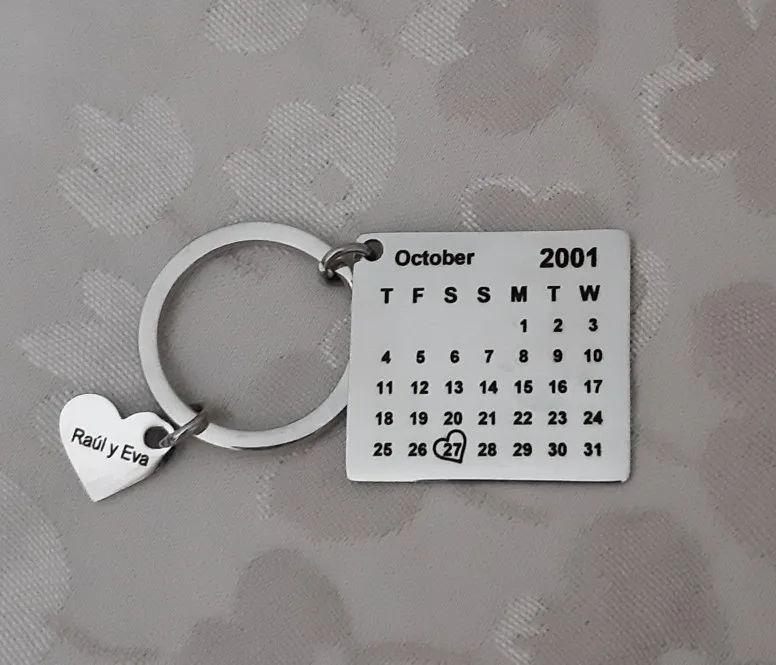 October 2001
T F S S M T W
1 2 3
4 5 6 7 8 9 10
11 12 13 14 15 16 17
18 19 20 21 22 23 24
25 26 27 28 29 30 31
Raúl y Eva